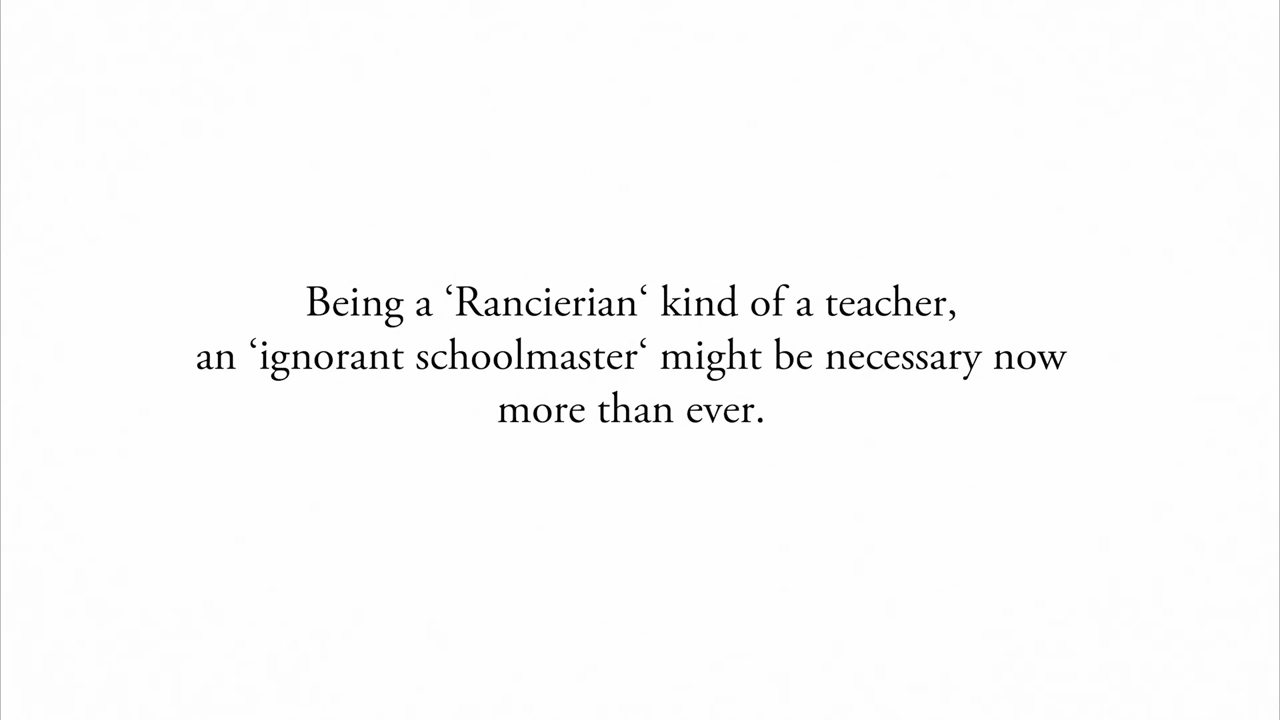 Being a ‘Rancierian‘ kind of a teacher,
an ‘ignorant schoolmaster‘ might be necessary now
more than ever.